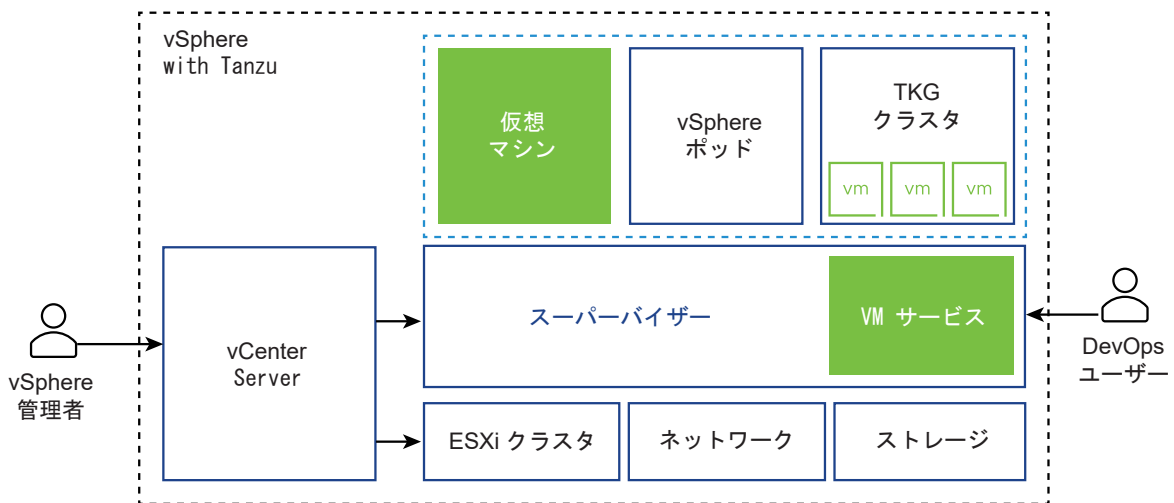 vSphere
with Tanzu
仮想
マシン
vSphere
ポッド
TKG
クラスタ
vm
vm
vm
スーパーバイザー
VM サービス
vCenter
Server
vSphere
管理者
DevOps
ユーザー
ESXi クラスタ
ネットワーク
ストレージ